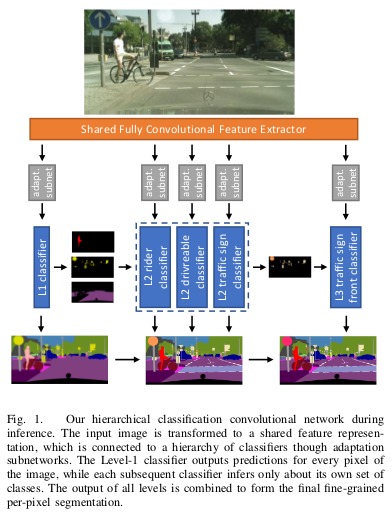 Shared Fully Convolutional Feature Extractor
adapt.
subnet
adapt.
subnet
adapt.
subnet
adapt.
subnet
adapt.
subnet
L1 classifier
L2 rider
classifier
L2 drivreable
classifier
L2 traffic sign
classifier
L3 traffic sign
front classifier
Fig. 1. Our hierarchical classification convolutional network during
inference. The input image is transformed to a shared feature represen-
tation, which is connected to a hierarchy of classifiers though adaptation
subnetworks. The Level-1 classifier outputs predictions for every pixel of
the image, while each subsequent classifier infers only about its own set of
classes. The output of all levels is combined to form the final fine-grained
per-pixel segmentation.